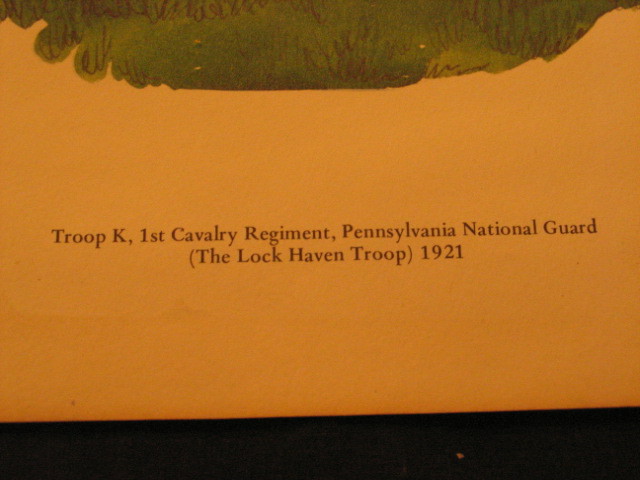 Troop K, 1st Cavalry Regiment, Pennsylvania National Guard
(The Lock Haven Troop) 1921